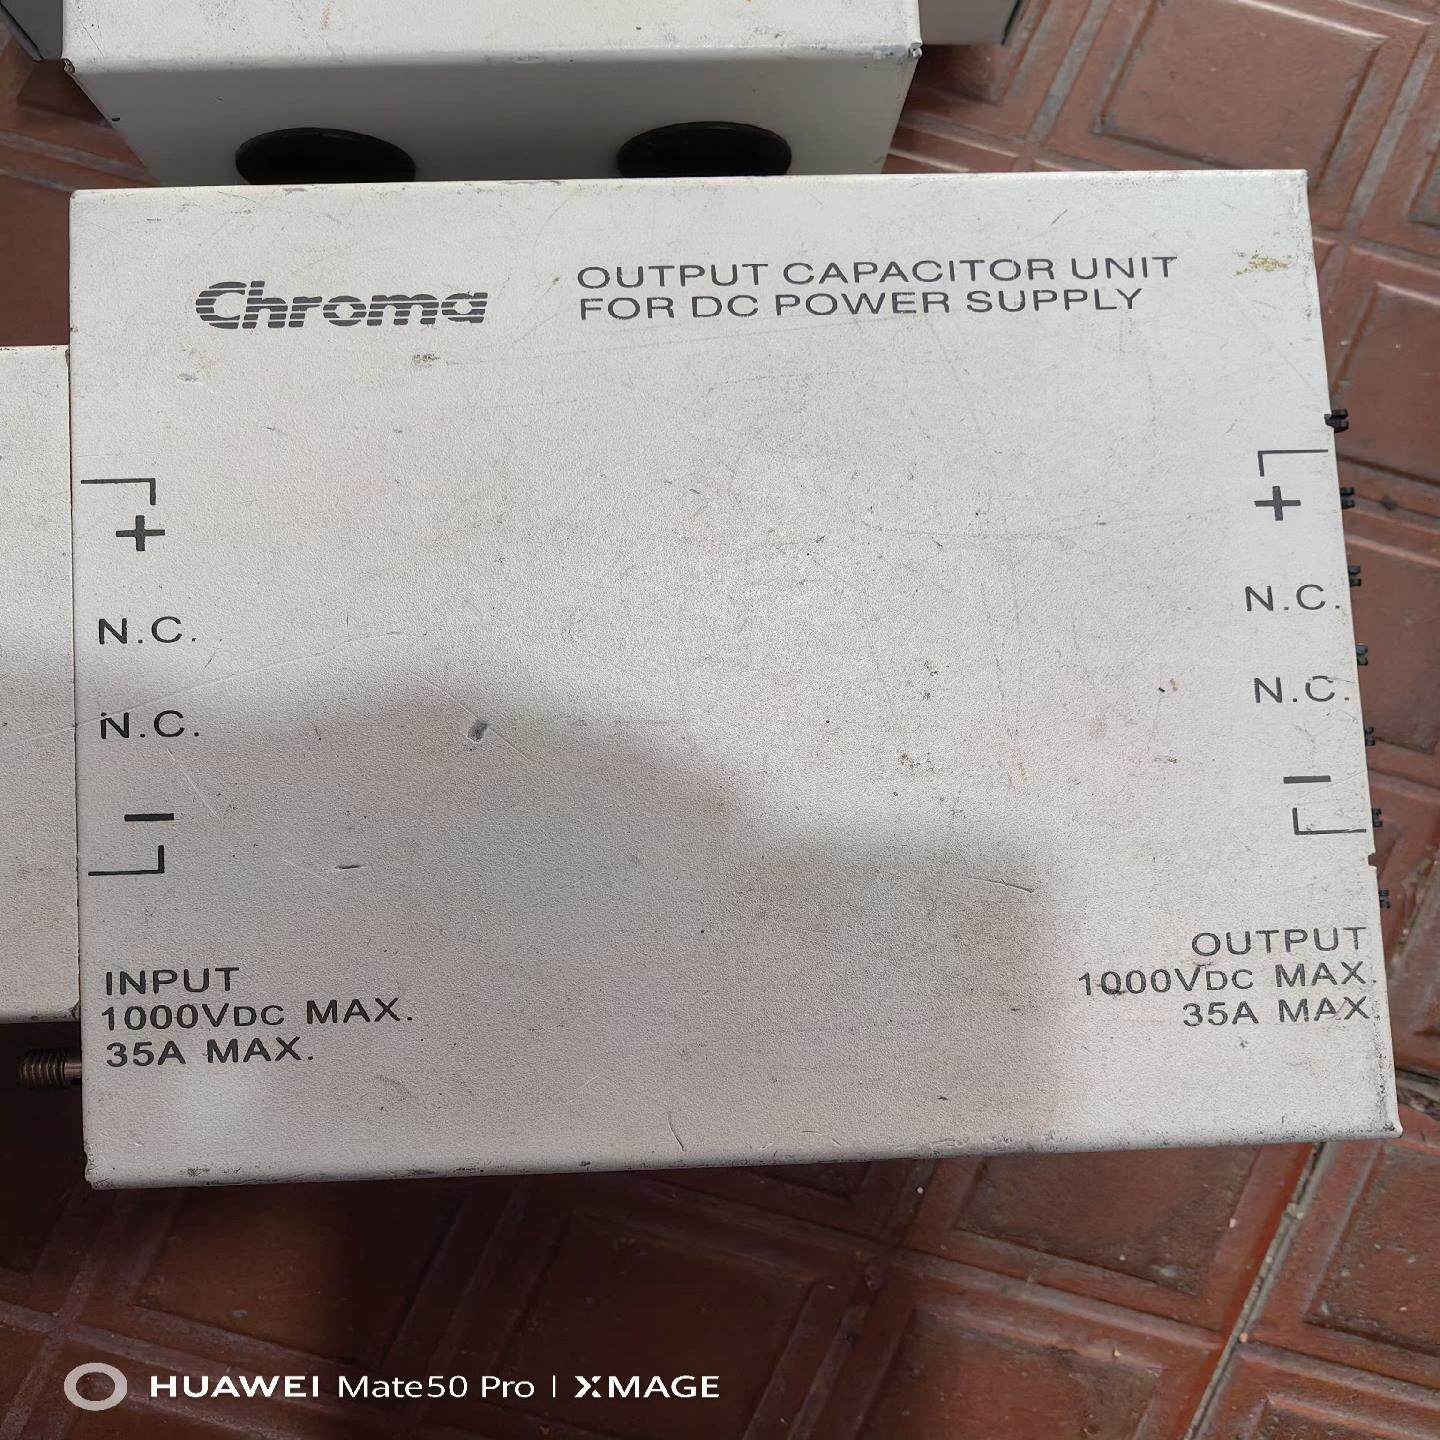 Chroma
OUTPUT CAPACITOR UNIT
FOR DC POWER SUPPLY
+
N.C.
N.C.
−
INPUT
1000VDC MAX.
35A MAX.
+
N.C.
N.C.
−
OUTPUT
1000VDC MAX.
35A MAX
HUAWEI Mate50 Pro | XMAGE